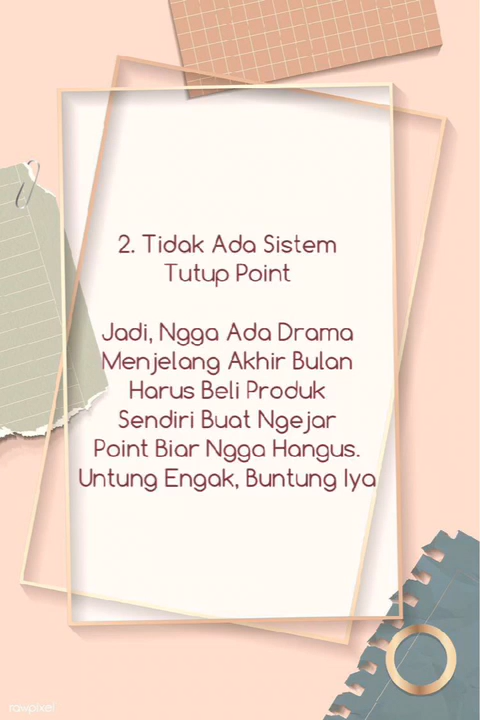 2. Tidak Ada Sistem
Tutup Point
Jadi, Ngga Ada Drama
Menjelang Akhir Bulan
Harus Beli Produk
Sendiri Buat Ngejar
Point Biar Ngga Hangus.
Untung Engak, Buntung Iya
rawpixel